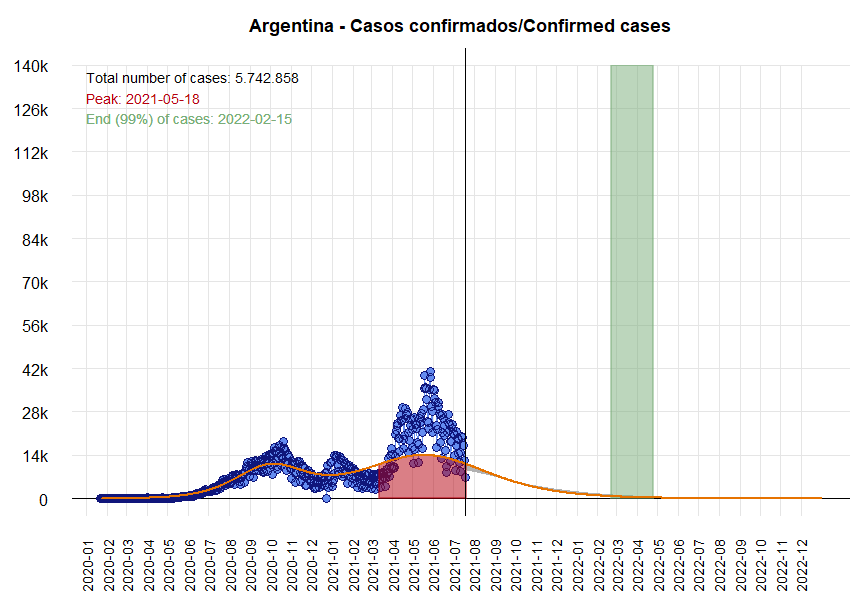 Argentina - Casos confirmados/Confirmed cases
140k
126k
112k
98k
84k
70k
56k
42k
28k
14k
0
Total number of cases: 5.742.858
Peak: 2021-05-18
End (99%) of cases: 2022-02-15
2020-01
2020-02
2020-03
2020-04
2020-05
2020-06
2020-07
2020-08
2020-09
2020-10
2020-11
2020-12
2021-01
2021-02
2021-03
2021-04
2021-05
2021-06
2021-07
2021-08
2021-09
2021-10
2021-11
2021-12
2022-01
2022-02
2022-03
2022-04
2022-05
2022-06
2022-07
2022-08
2022-09
2022-10
2022-11
2022-12